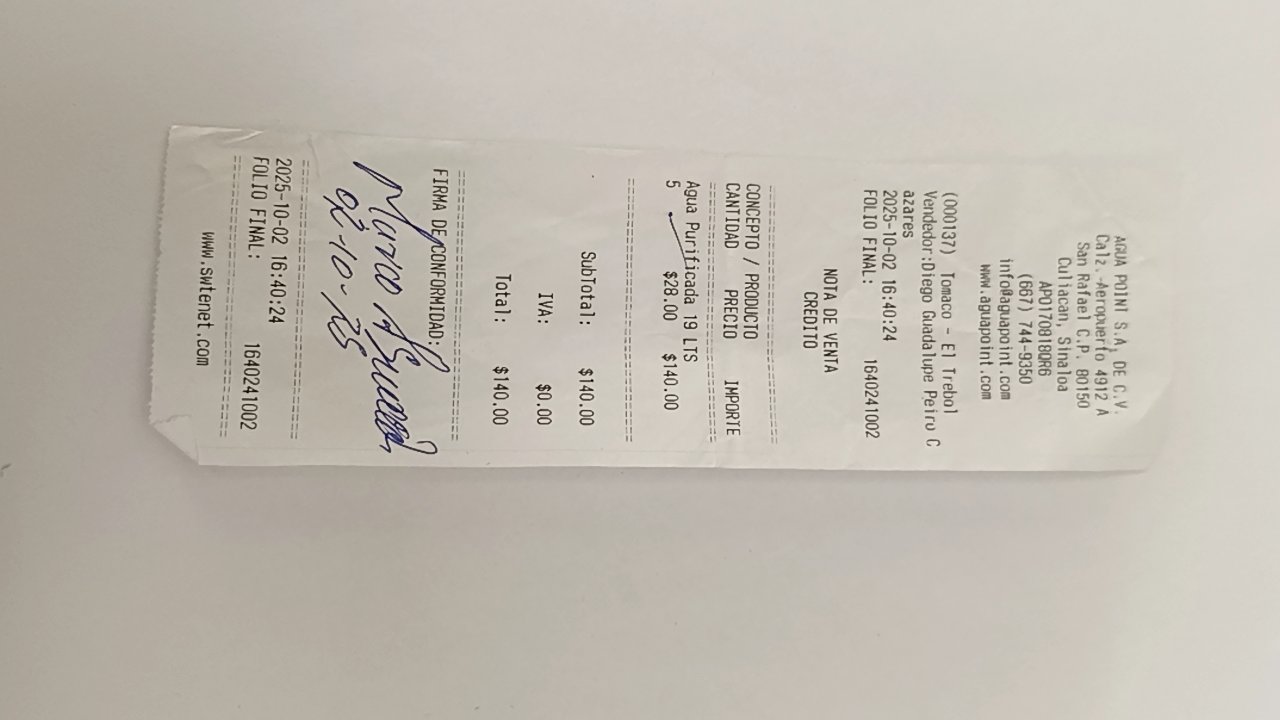 AGUA POINT S.A. DE C.V.
Calz. Aeropuerto 4912 A
San Rafael C.P. 80150
Culiacan, Sinaloa
APO170818QR6
(667) 744-9350
info@aguapoint.com
www.aguapoint.com
(000137) Tomaco - El Trebol
Vendedor:Diego Guadalupe Peiro C
azares
2025-10-02 16:40:24
FOLIO FINAL: 1640241002
NOTA DE VENTA
CREDITO
CONCEPTO / PRODUCTO
CANTIDAD PRECIO IMPORTE
Agua Purificada 19 LTS
5 $28.00 $140.00
SubTotal: $140.00
IVA: $0.00
Total: $140.00
FIRMA DE CONFORMIDAD:
02-10-25
2025-10-02 16:40:24
FOLIO FINAL: 1640241002
www.swtenet.com